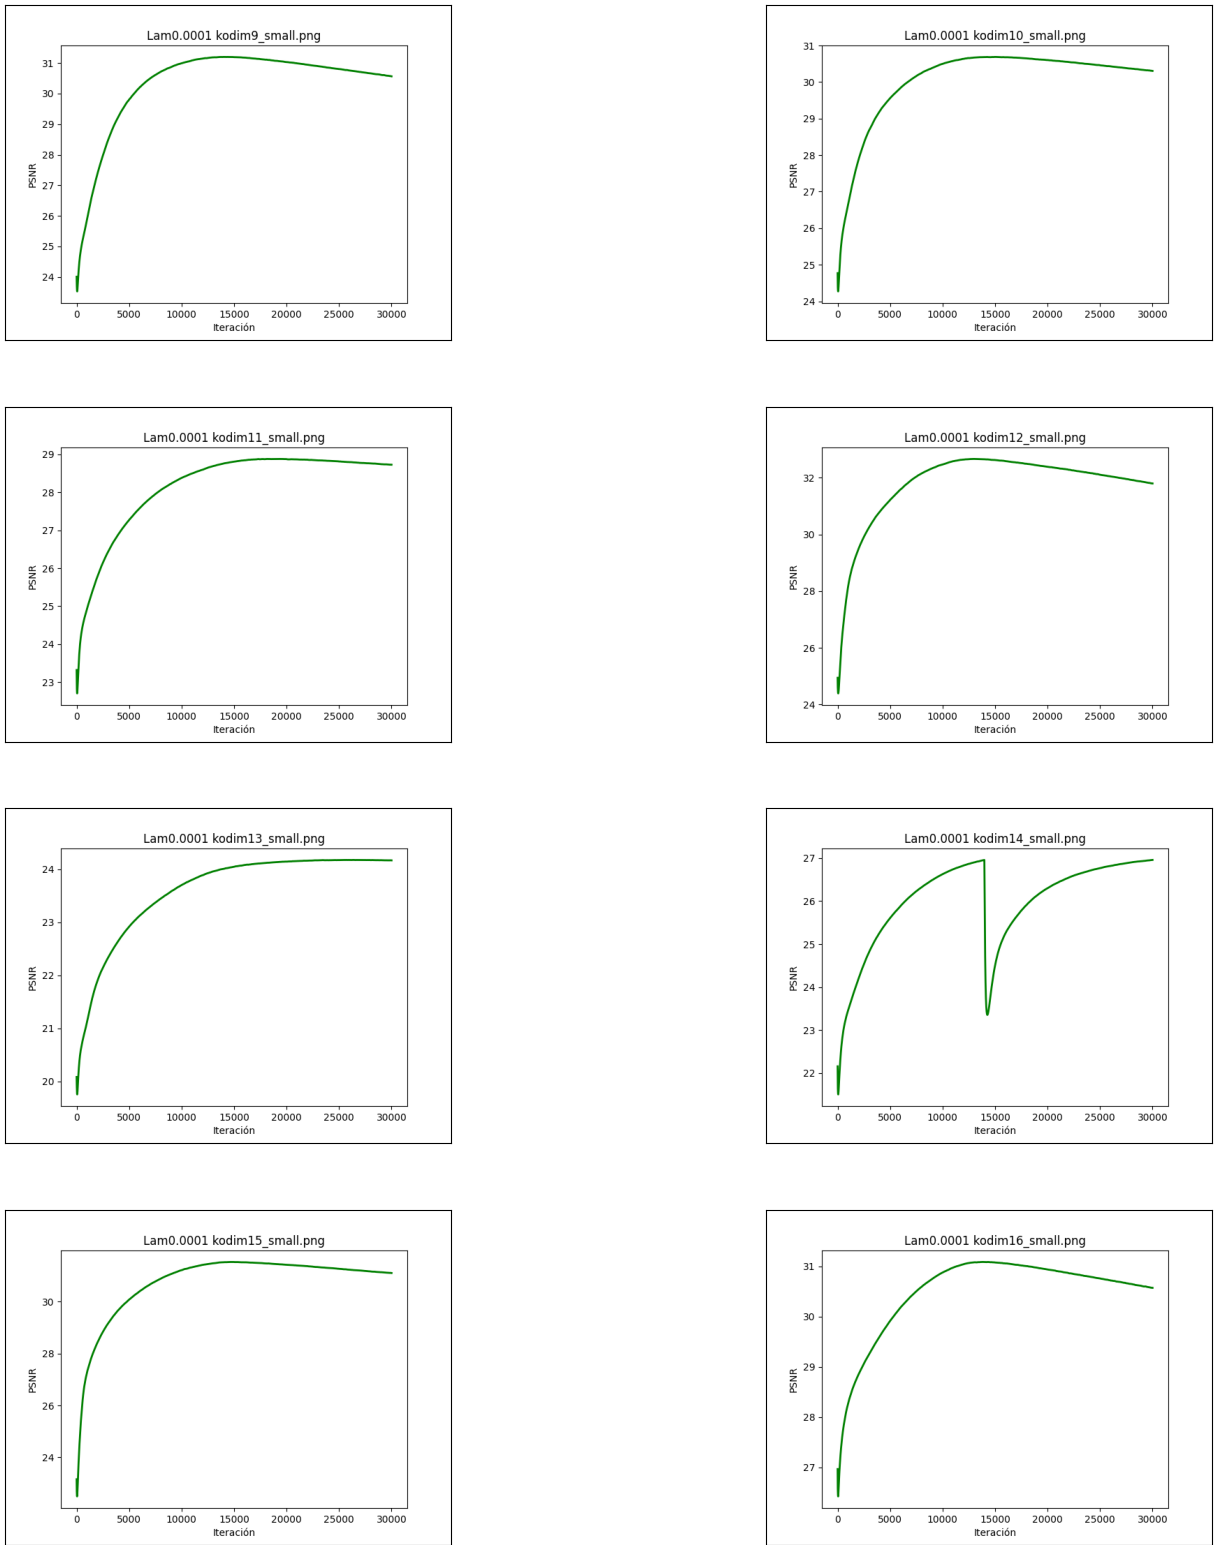 Lam0.0001 kodim9_small.png
31
30
29
28
27
26
25
24
PSNR
0 5000 10000 15000 20000 25000 30000
Iteración
Lam0.0001 kodim10_small.png
31
30
29
28
27
26
25
24
PSNR
0 5000 10000 15000 20000 25000 30000
Iteración
Lam0.0001 kodim11_small.png
29
28
27
26
25
24
23
PSNR
0 5000 10000 15000 20000 25000 30000
Iteración
Lam0.0001 kodim12_small.png
32
30
28
26
24
PSNR
0 5000 10000 15000 20000 25000 30000
Iteración
Lam0.0001 kodim13_small.png
24
23
22
21
20
PSNR
0 5000 10000 15000 20000 25000 30000
Iteración
Lam0.0001 kodim14_small.png
27
26
25
24
23
22
PSNR
0 5000 10000 15000 20000 25000 30000
Iteración
Lam0.0001 kodim15_small.png
30
28
26
24
PSNR
0 5000 10000 15000 20000 25000 30000
Iteración
Lam0.0001 kodim16_small.png
31
30
29
28
27
PSNR
0 5000 10000 15000 20000 25000 30000
Iteración